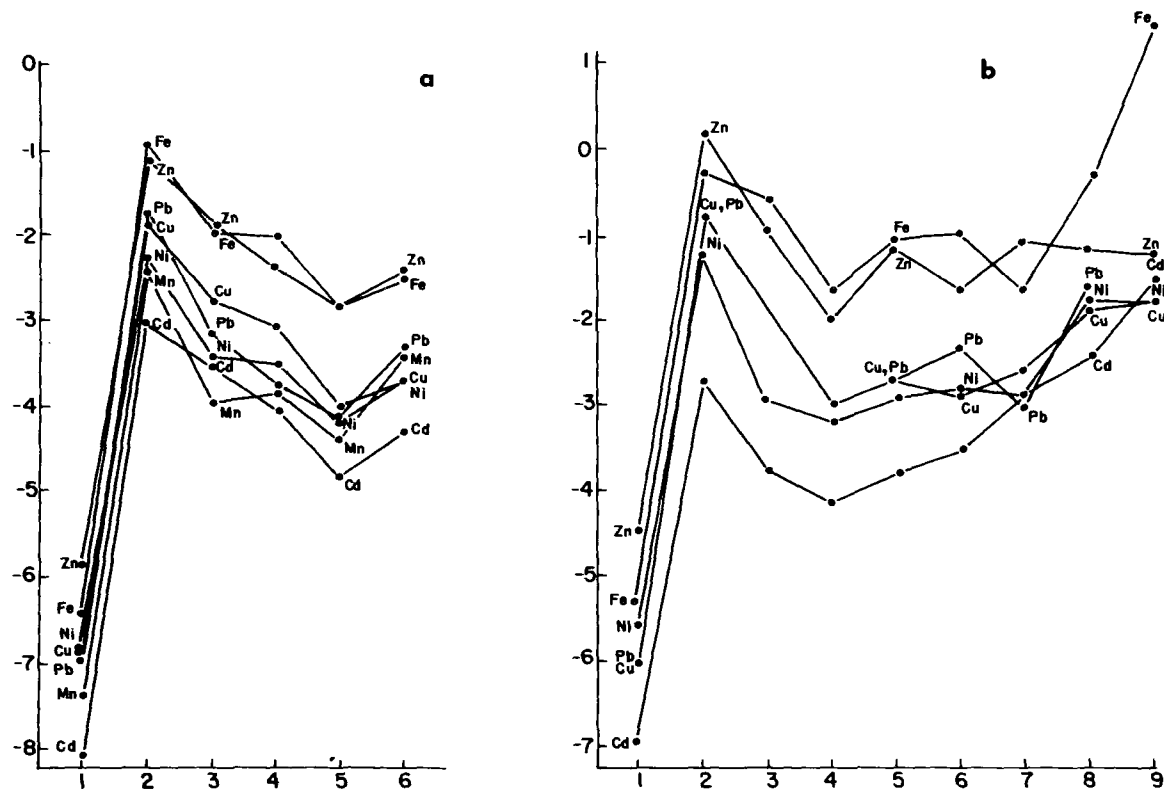 a
0
-1
-2
-3
-4
-5
-6
-7
-8
1 2 3 4 5 6
Fe
Zn
Pb
Cu
Ni
Mn
Cd
Zn
Fe
Cu
Pb
Ni
Cd
Mn
Ni
Mn
Cd
Zn
Fe
Pb
Mn
Cu
Ni
Cd
Zn
Fe
Ni
Cu
Pb
Mn
Cd
b
1
0
-1
-2
-3
-4
-5
-6
-7
1 2 3 4 5 6 7 8 9
Fe
Zn
Cu, Pb
Ni
Fe
Zn
Cu, Pb
Pb
Ni
Cu
Pb
Pb
Ni
Cu
Cd
Zn
Cd
Ni
Cu
Zn
Fe
Ni
Pb
Cu
Cd